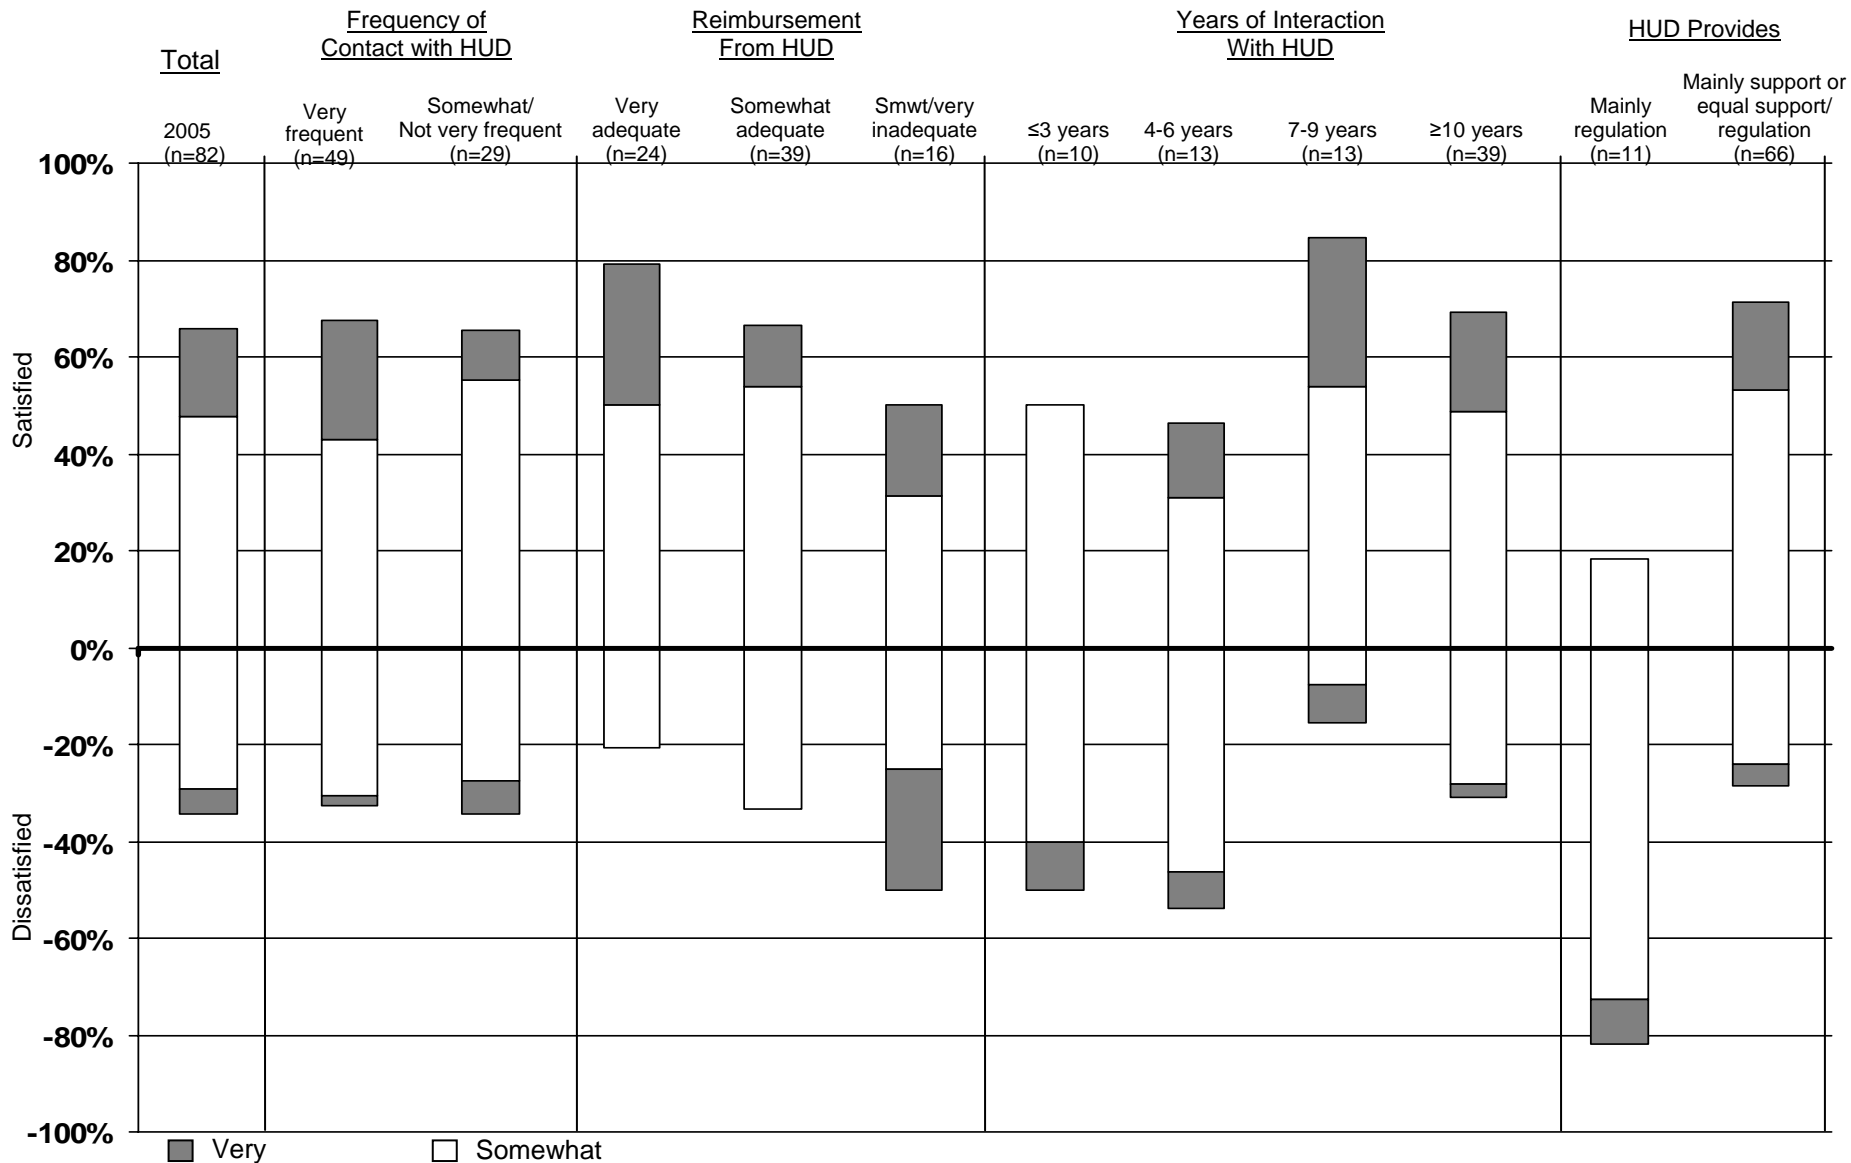 Total
Frequency of
Contact with HUD
Reimbursement
From HUD
Years of Interaction
With HUD
HUD Provides
2005
(n=82)
Very
frequent
(n=49)
Somewhat/
Not very frequent
(n=29)
Very
adequate
(n=24)
Somewhat
adequate
(n=39)
Smwt/very
inadequate
(n=16)
≤3 years
(n=10)
4-6 years
(n=13)
7-9 years
(n=13)
≥10 years
(n=39)
Mainly
regulation
(n=11)
Mainly support or
equal support/
regulation
(n=66)
100%
80%
60%
40%
20%
0%
-20%
-40%
-60%
-80%
-100%
Satisfied
Dissatisfied
Very
Somewhat